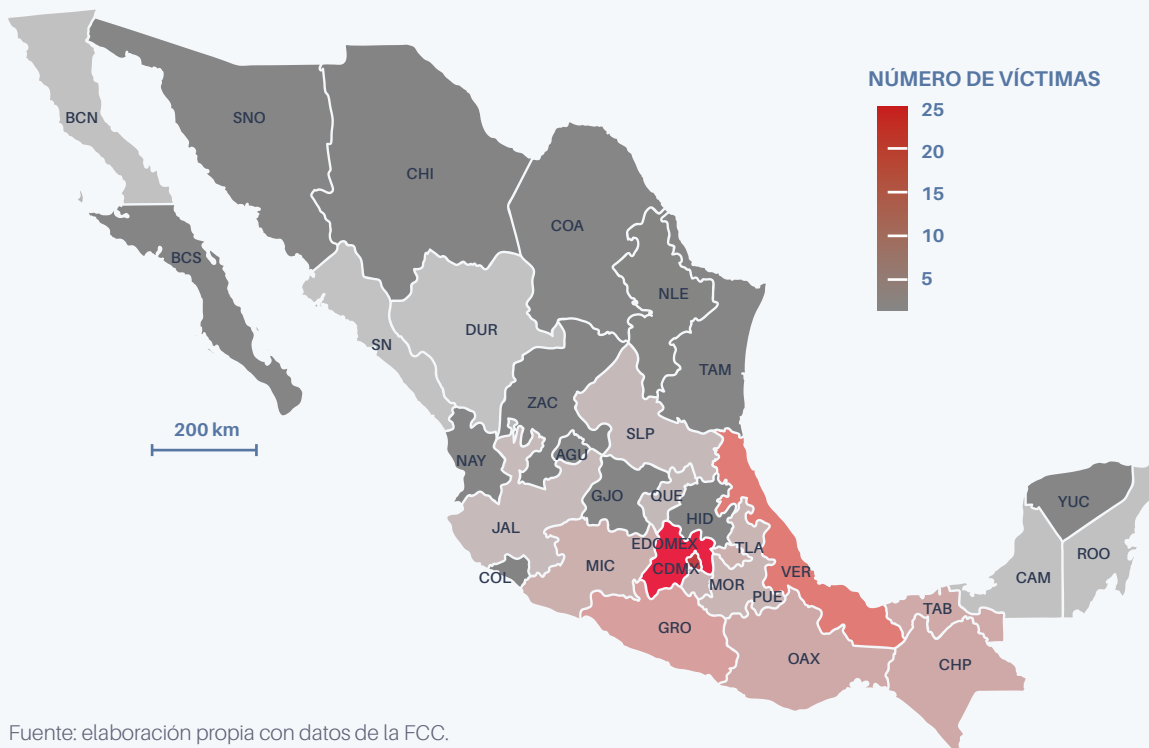 NÚMERO DE VÍCTIMAS
25
20
15
10
5
BCN
SNO
CHI
COA
BCS
NLE
DUR
SN
TAM
ZAC
200 km
SLP
NAY
AGU
GJO
QUE
YUC
HID
JAL
EDOMEX
TLA
ROO
MIC
CDMX
VER
COL
CAM
MOR
PUE
TAB
GRO
OAX
CHP
Fuente: elaboración propia con datos de la FCC.